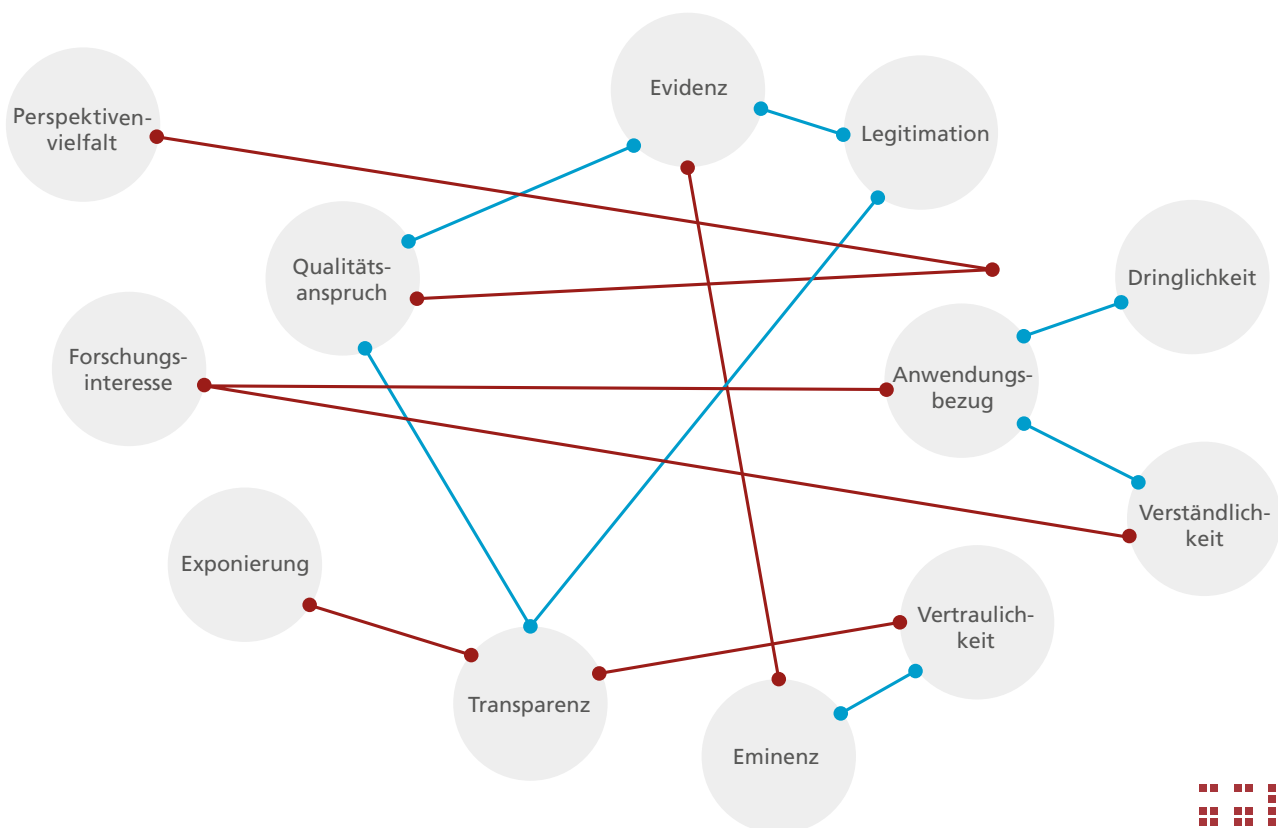 Evidenz
Perspektiven-
vielfalt
Legitimation
Qualitäts-
anspruch
Dringlichkeit
Forschungs-
interesse
Anwendungs-
bezug
Verständlich-
keit
Exponierung
Vertraulich-
keit
Transparenz
Eminenz